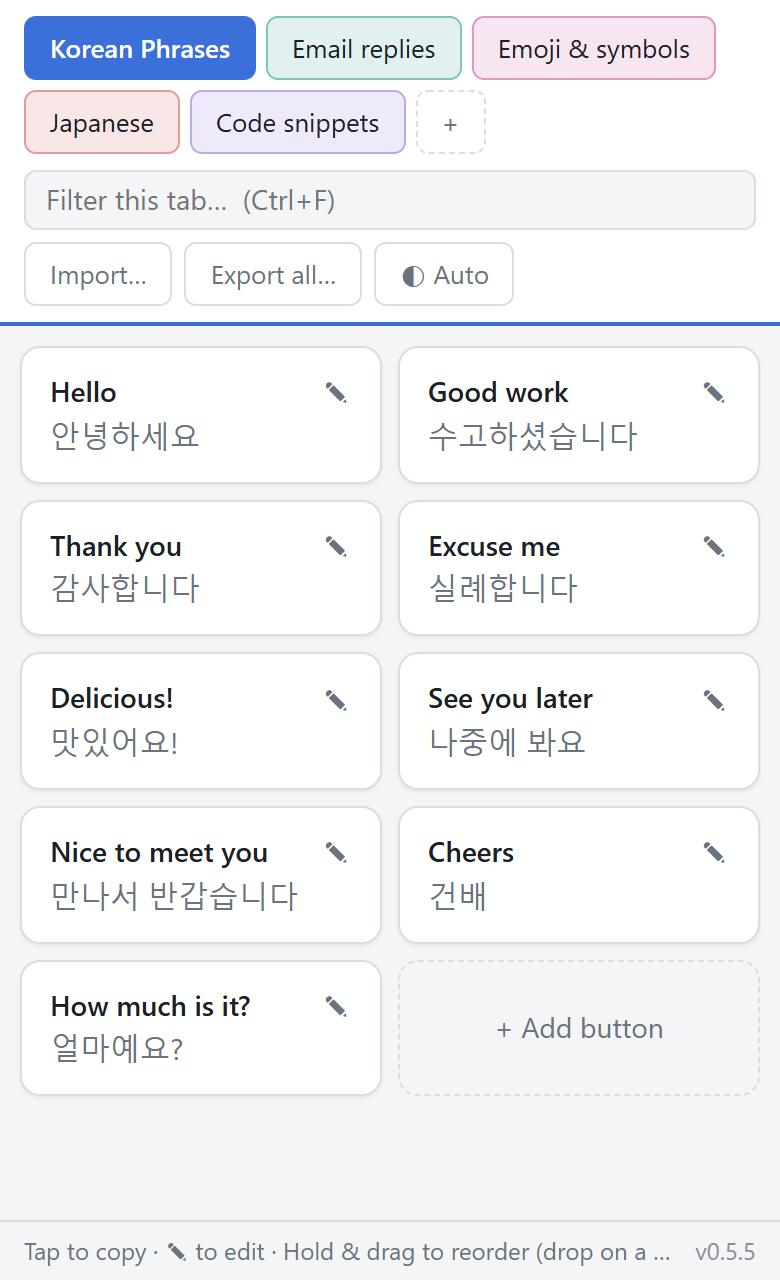 Korean Phrases
Email replies
Emoji & symbols
Japanese
Code snippets
+
Filter this tab... (Ctrl+F)
Import...
Export all...
Auto
Hello
안녕하세요
Good work
수고하셨습니다
Thank you
감사합니다
Excuse me
실례합니다
Delicious!
맛있어요!
See you later
나중에 봐요
Nice to meet you
만나서 반갑습니다
Cheers
건배
How much is it?
얼마예요?
+ Add button
Tap to copy · ✏ to edit · Hold & drag to reorder (drop on a ...
v0.5.5